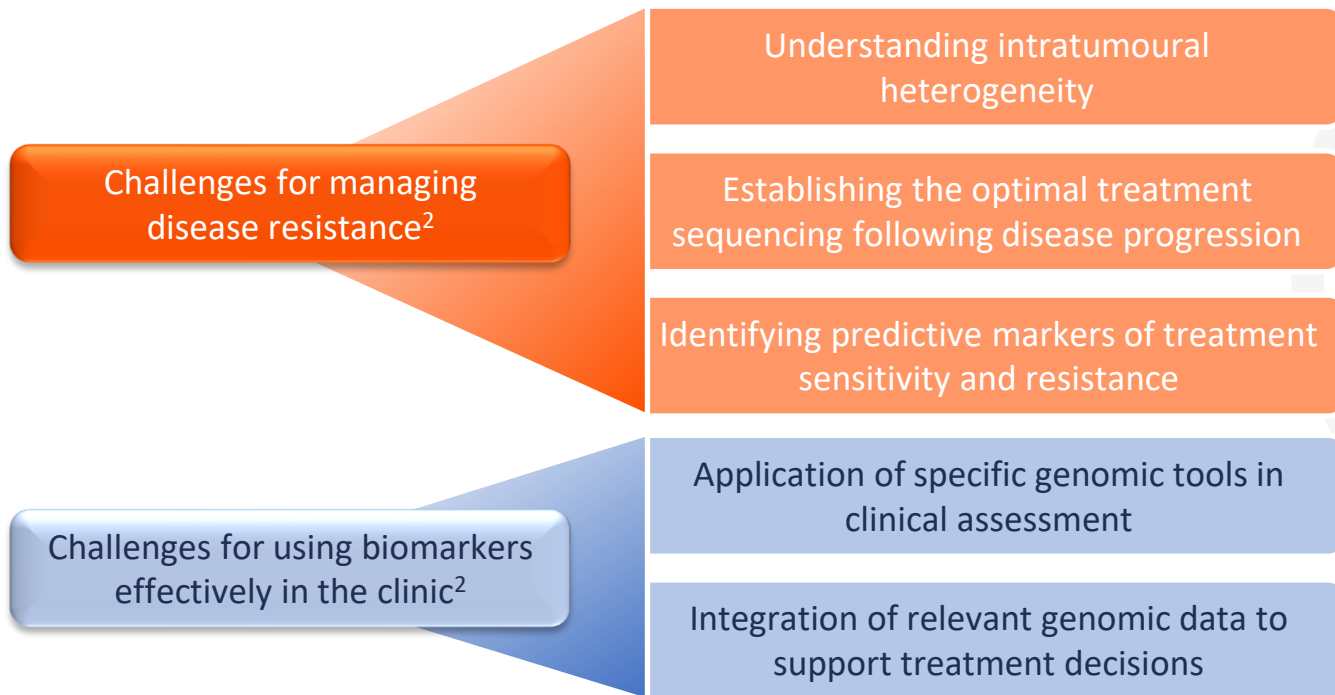 Challenges for managing
disease resistance²
Understanding intratumoural
heterogeneity
Establishing the optimal treatment
sequencing following disease progression
Identifying predictive markers of treatment
sensitivity and resistance
Challenges for using biomarkers
effectively in the clinic²
Application of specific genomic tools in
clinical assessment
Integration of relevant genomic data to
support treatment decisions